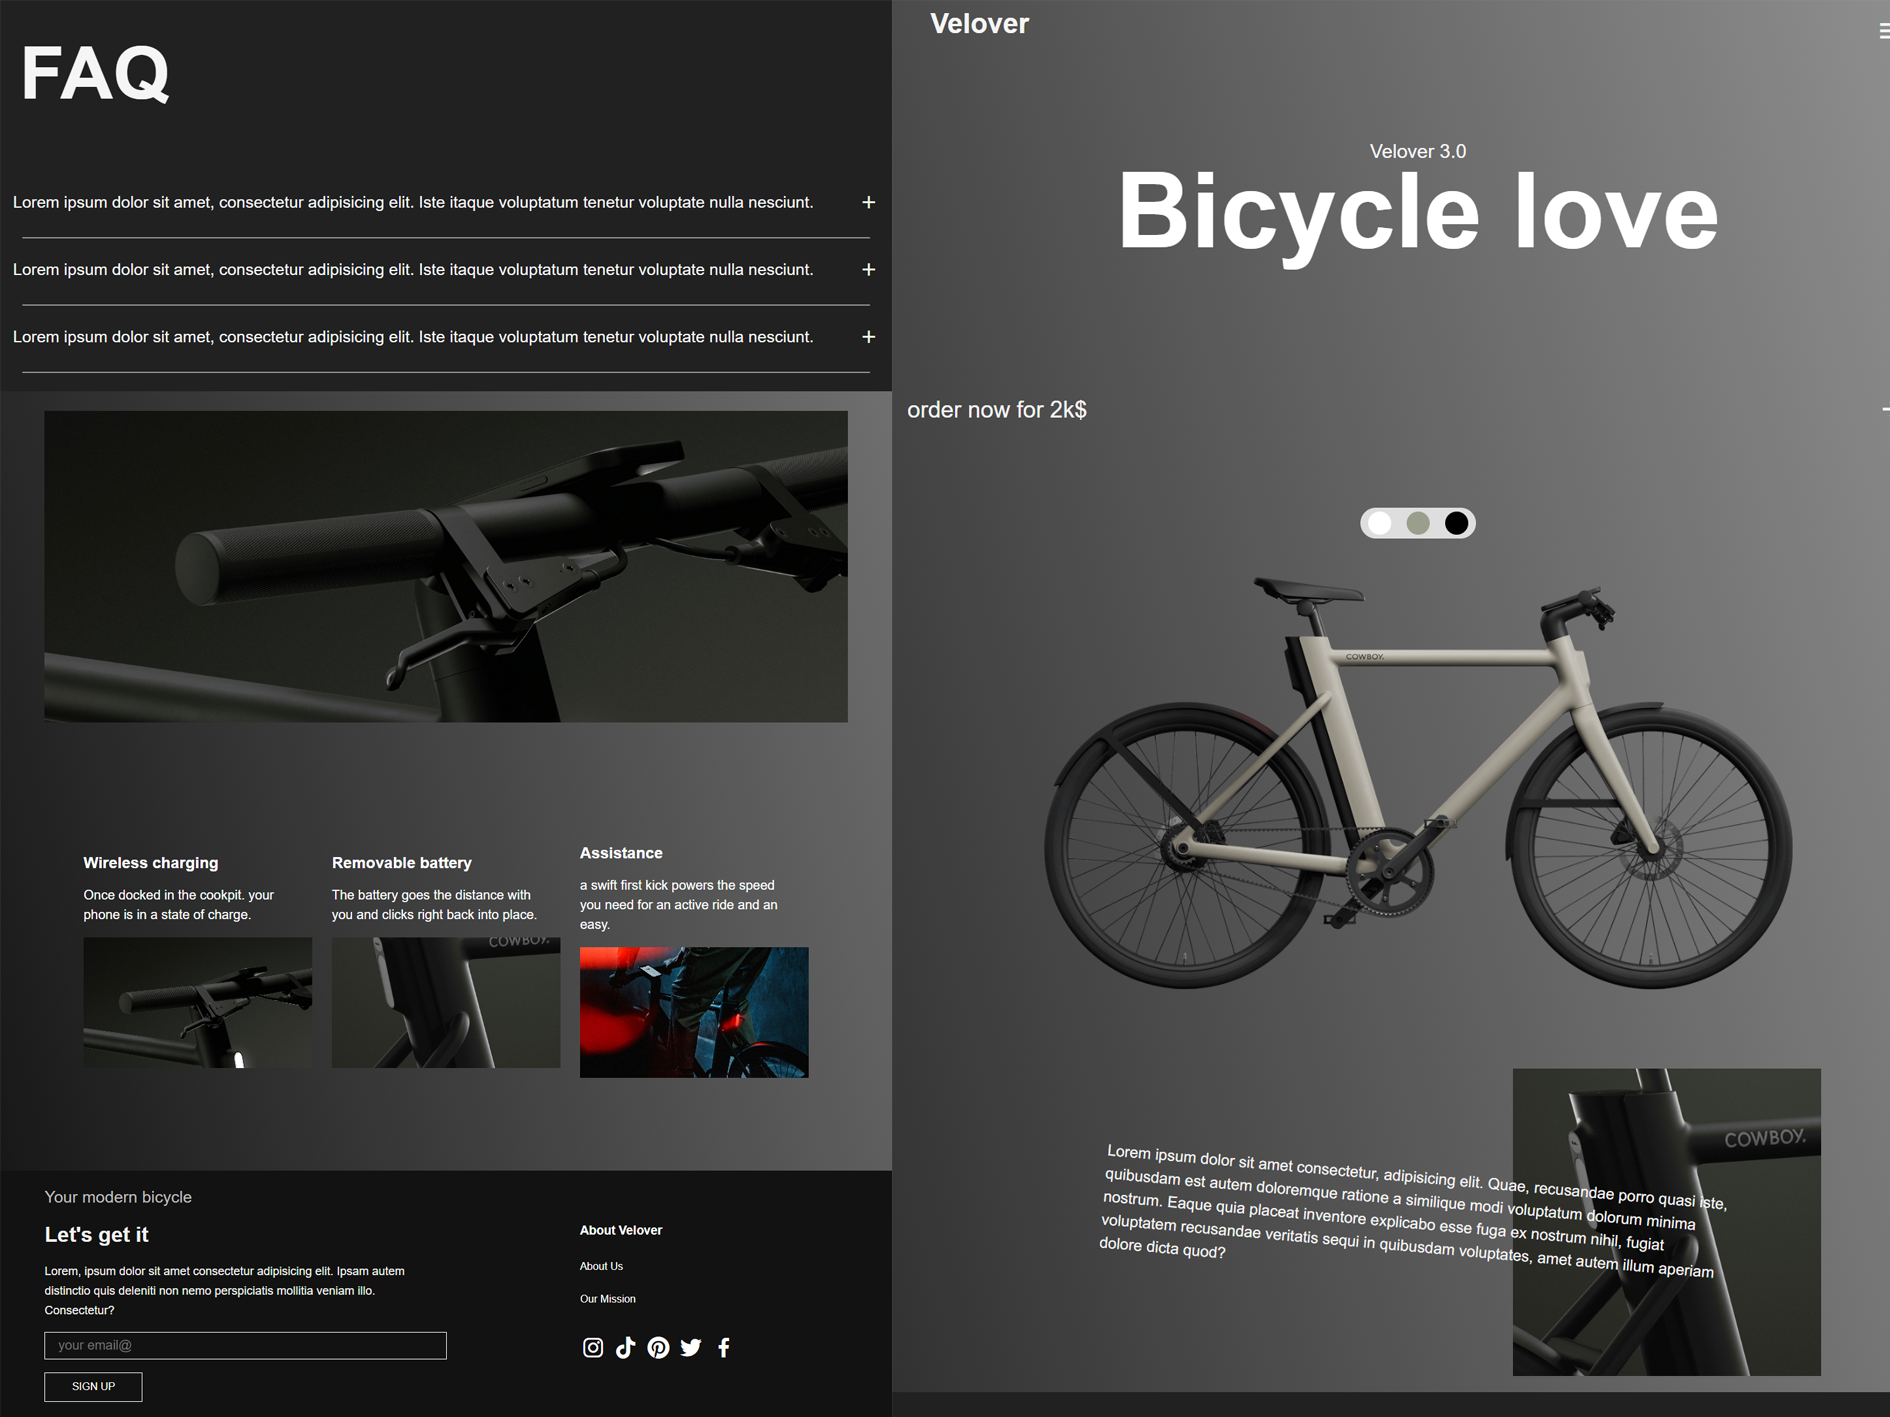 FAQ
Lorem ipsum dolor sit amet, consectetur adipisicing elit. Iste itaque voluptatum tenetur voluptate nulla nesciunt. +
Lorem ipsum dolor sit amet, consectetur adipisicing elit. Iste itaque voluptatum tenetur voluptate nulla nesciunt. +
Lorem ipsum dolor sit amet, consectetur adipisicing elit. Iste itaque voluptatum tenetur voluptate nulla nesciunt. +
Wireless charging
Once docked in the cookpit. your
phone is in a state of charge.
Removable battery
The battery goes the distance with
you and clicks right back into place.
COWBOY.
Assistance
a swift first kick powers the speed
you need for an active ride and an
easy.
Your modern bicycle
Let's get it
Lorem, ipsum dolor sit amet consectetur adipisicing elit. Ipsam autem
distinctio quis deleniti non nemo perspiciatis mollitia veniam illo.
Consectetur?
your email@
SIGN UP
About Velover
About Us
Our Mission
Velover
Velover 3.0
Bicycle love
order now for 2k$
COWBOY.
COWBOY.
Lorem ipsum dolor sit amet consectetur, adipisicing elit. Quae, recusandae porro quasi iste,
quibusdam est autem doloremque ratione a similique modi voluptatum dolorum minima
nostrum. Eaque quia placeat inventore explicabo esse fuga ex nostrum nihil, fugiat
voluptatem recusandae veritatis sequi in quibusdam voluptates, amet autem illum aperiam
dolore dicta quod?